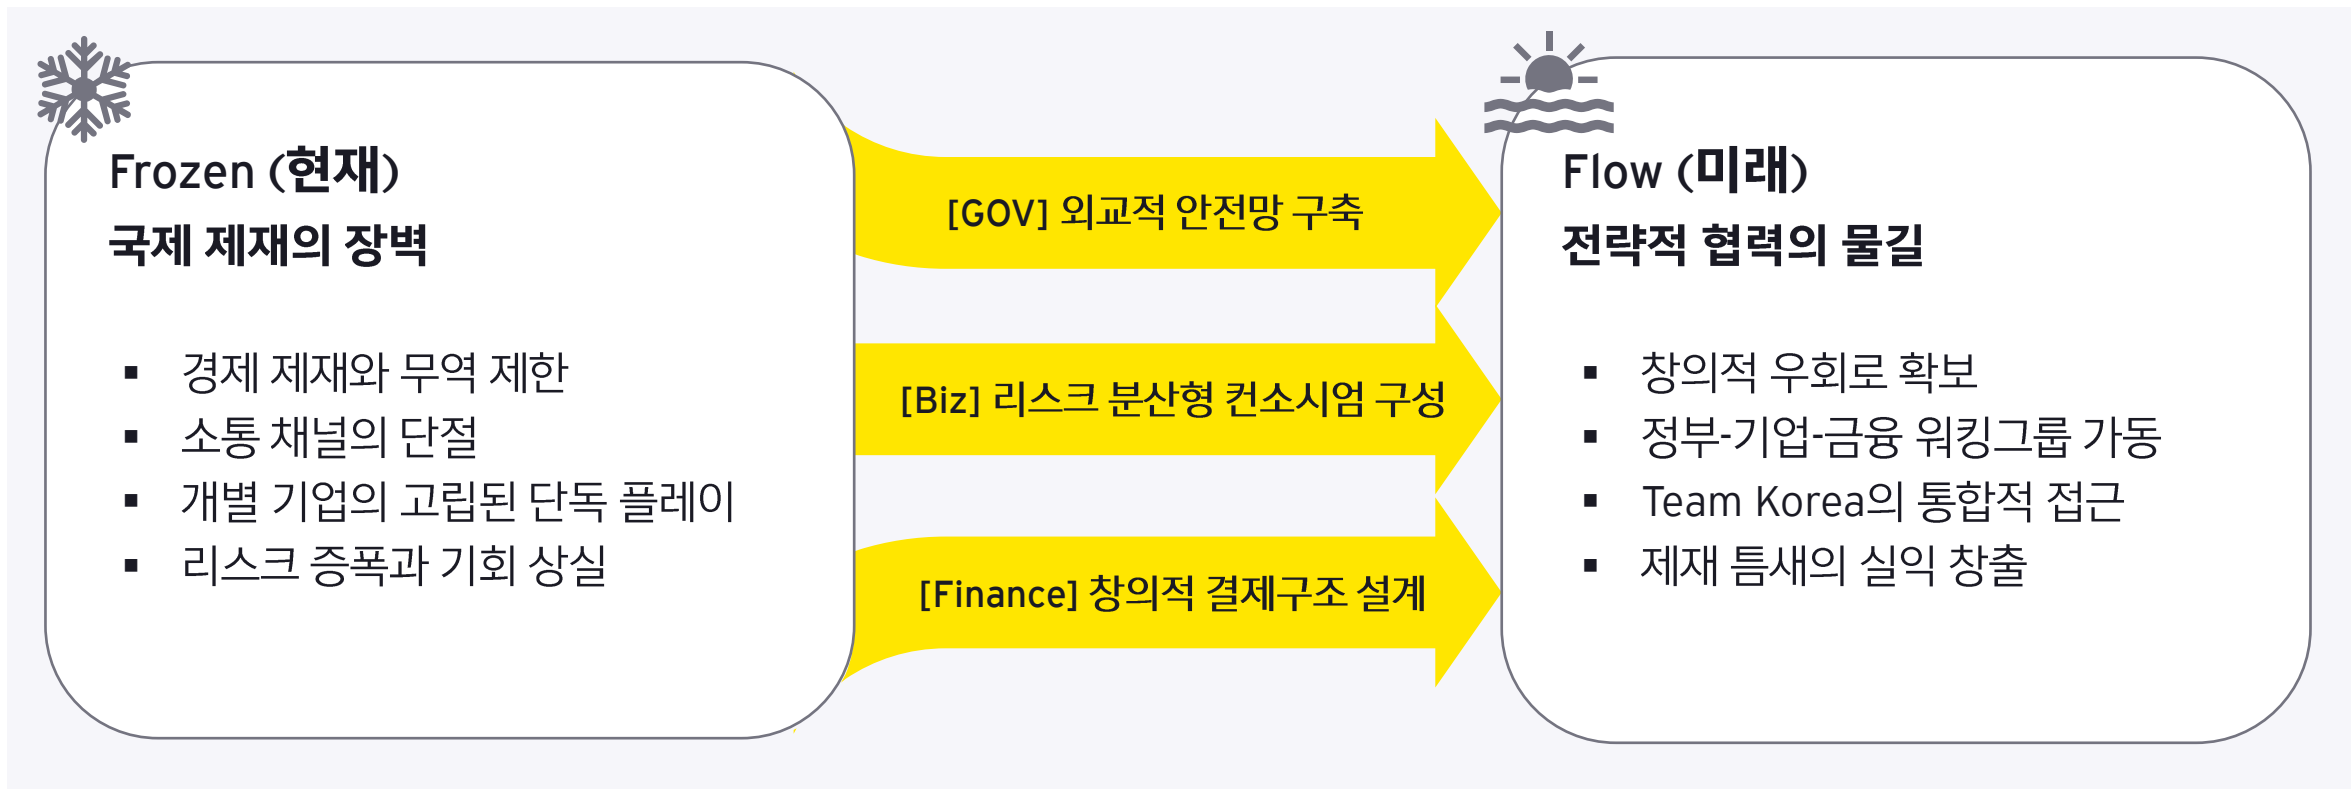 Frozen (현재)
국제 제재의 장벽
▪ 경제 제재와 무역 제한
▪ 소통 채널의 단절
▪ 개별 기업의 고립된 단독 플레이
▪ 리스크 증폭과 기회 상실
[GOV] 외교적 안전망 구축
[Biz] 리스크 분산형 컨소시엄 구성
[Finance] 창의적 결제구조 설계
Flow (미래)
전략적 협력의 물길
▪ 창의적 우회로 확보
▪ 정부-기업-금융 워킹그룹 가동
▪ Team Korea의 통합적 접근
▪ 제재 틈새의 실익 창출